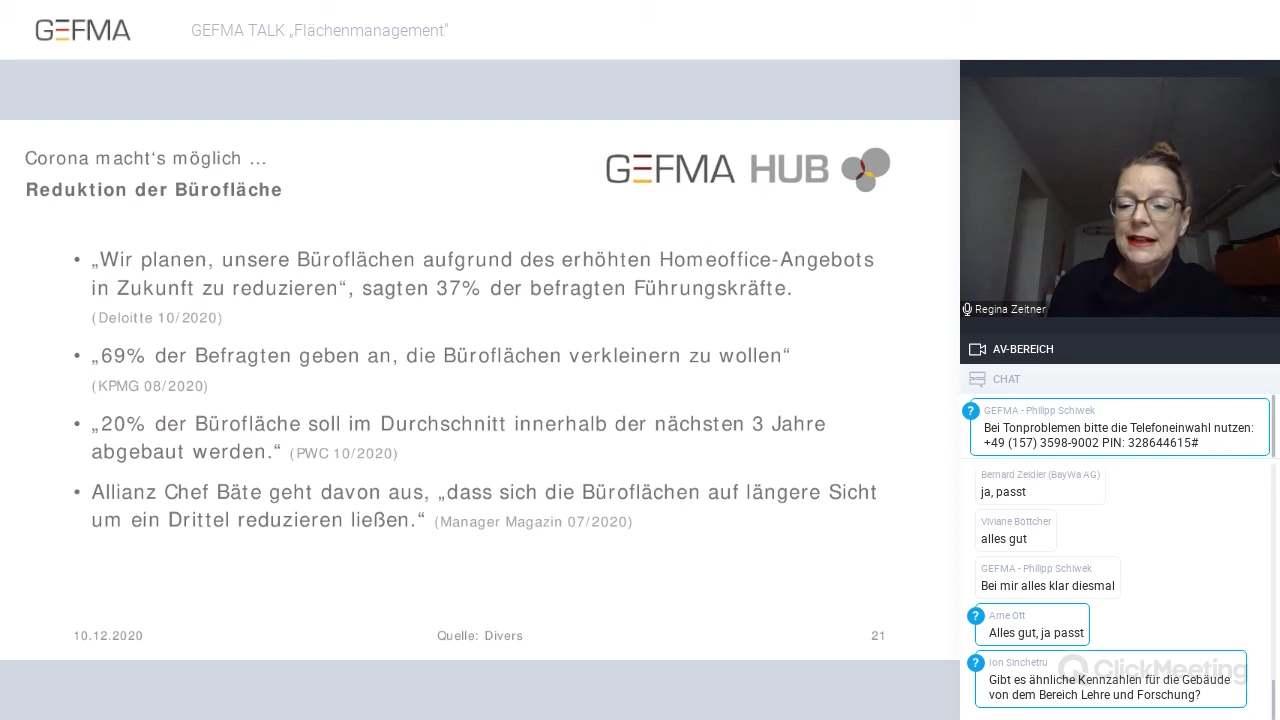 GEFMA
GEFMA TALK „Flächenmanagement"
Corona macht‘s möglich ...
Reduktion der Bürofläche
GEFMA HUB
• „Wir planen, unsere Büroflächen aufgrund des erhöhten Homeoffice-Angebots
in Zukunft zu reduzieren“, sagten 37% der befragten Führungskräfte.
(Deloitte 10/2020)
• „69% der Befragten geben an, die Büroflächen verkleinern zu wollen“
(KPMG 08/2020)
• „20% der Bürofläche soll im Durchschnitt innerhalb der nächsten 3 Jahre
abgebaut werden.“ (PWC 10/2020)
• Allianz Chef Bäte geht davon aus, „dass sich die Büroflächen auf längere Sicht
um ein Drittel reduzieren ließen.“ (Manager Magazin 07/2020)
10.12.2020
Quelle: Divers
21
Regina Zeitner
AV-BEREICH
CHAT
?
GEFMA - Philipp Schiwek
Bei Tonproblemen bitte die Telefoneinwahl nutzen:
+49 (157) 3598-9002 PIN: 328644615#
Bernard Zeidler (BayWa AG)
ja, passt
Viviane Böttcher
alles gut
GEFMA - Philipp Schiwek
Bei mir alles klar diesmal
?
Arne Ott
Alles gut, ja passt
?
Ion Sinchetru
Gibt es ähnliche Kennzahlen für die Gebäude
von dem Bereich Lehre und Forschung?
ClickMeeting